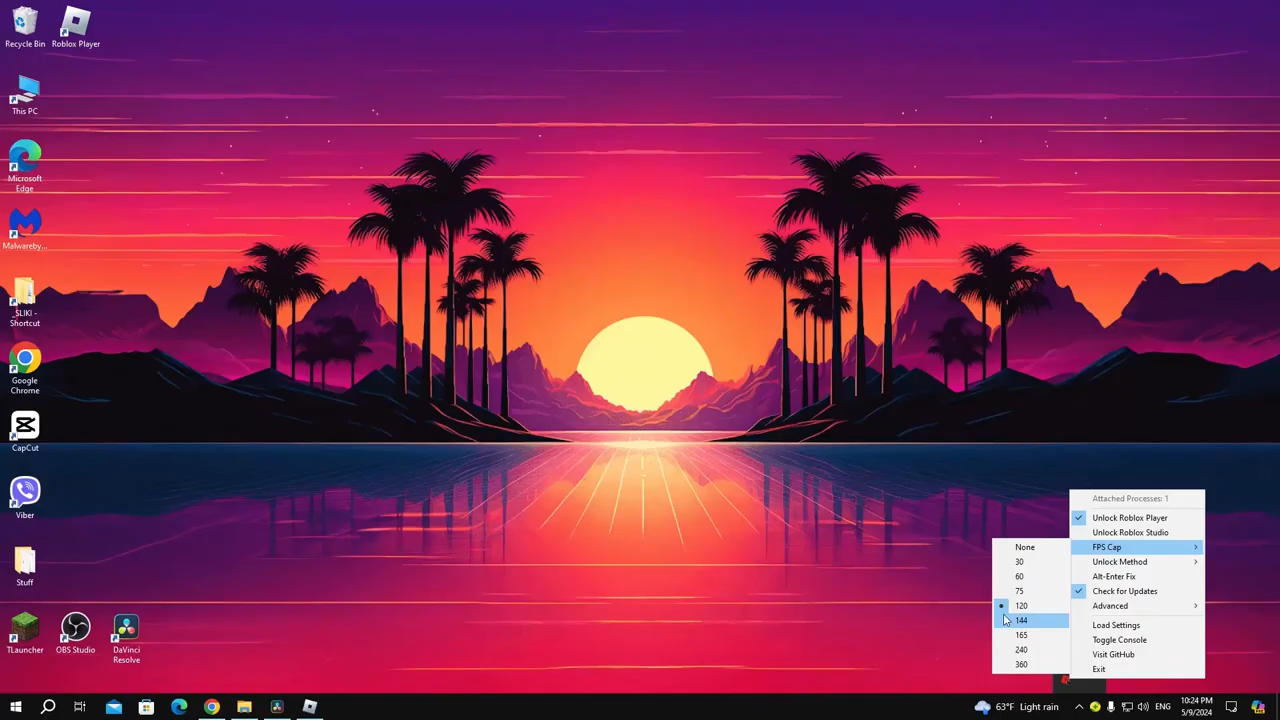 Recycle Bin
Roblox Player
This PC
Microsoft
Edge
Malwareby...
_SLIKI -
Shortcut
Google
Chrome
CapCut
Viber
Stuff
TLauncher
OBS Studio
DaVinci
Resolve
Attached Processes: 1
Unlock Roblox Player
Unlock Roblox Studio
FPS Cap
Unlock Method
Alt-Enter Fix
Check for Updates
Advanced
Load Settings
Toggle Console
Visit GitHub
Exit
None
30
60
75
120
144
165
240
360
63°F Light rain
ENG
10:24 PM
5/9/2024